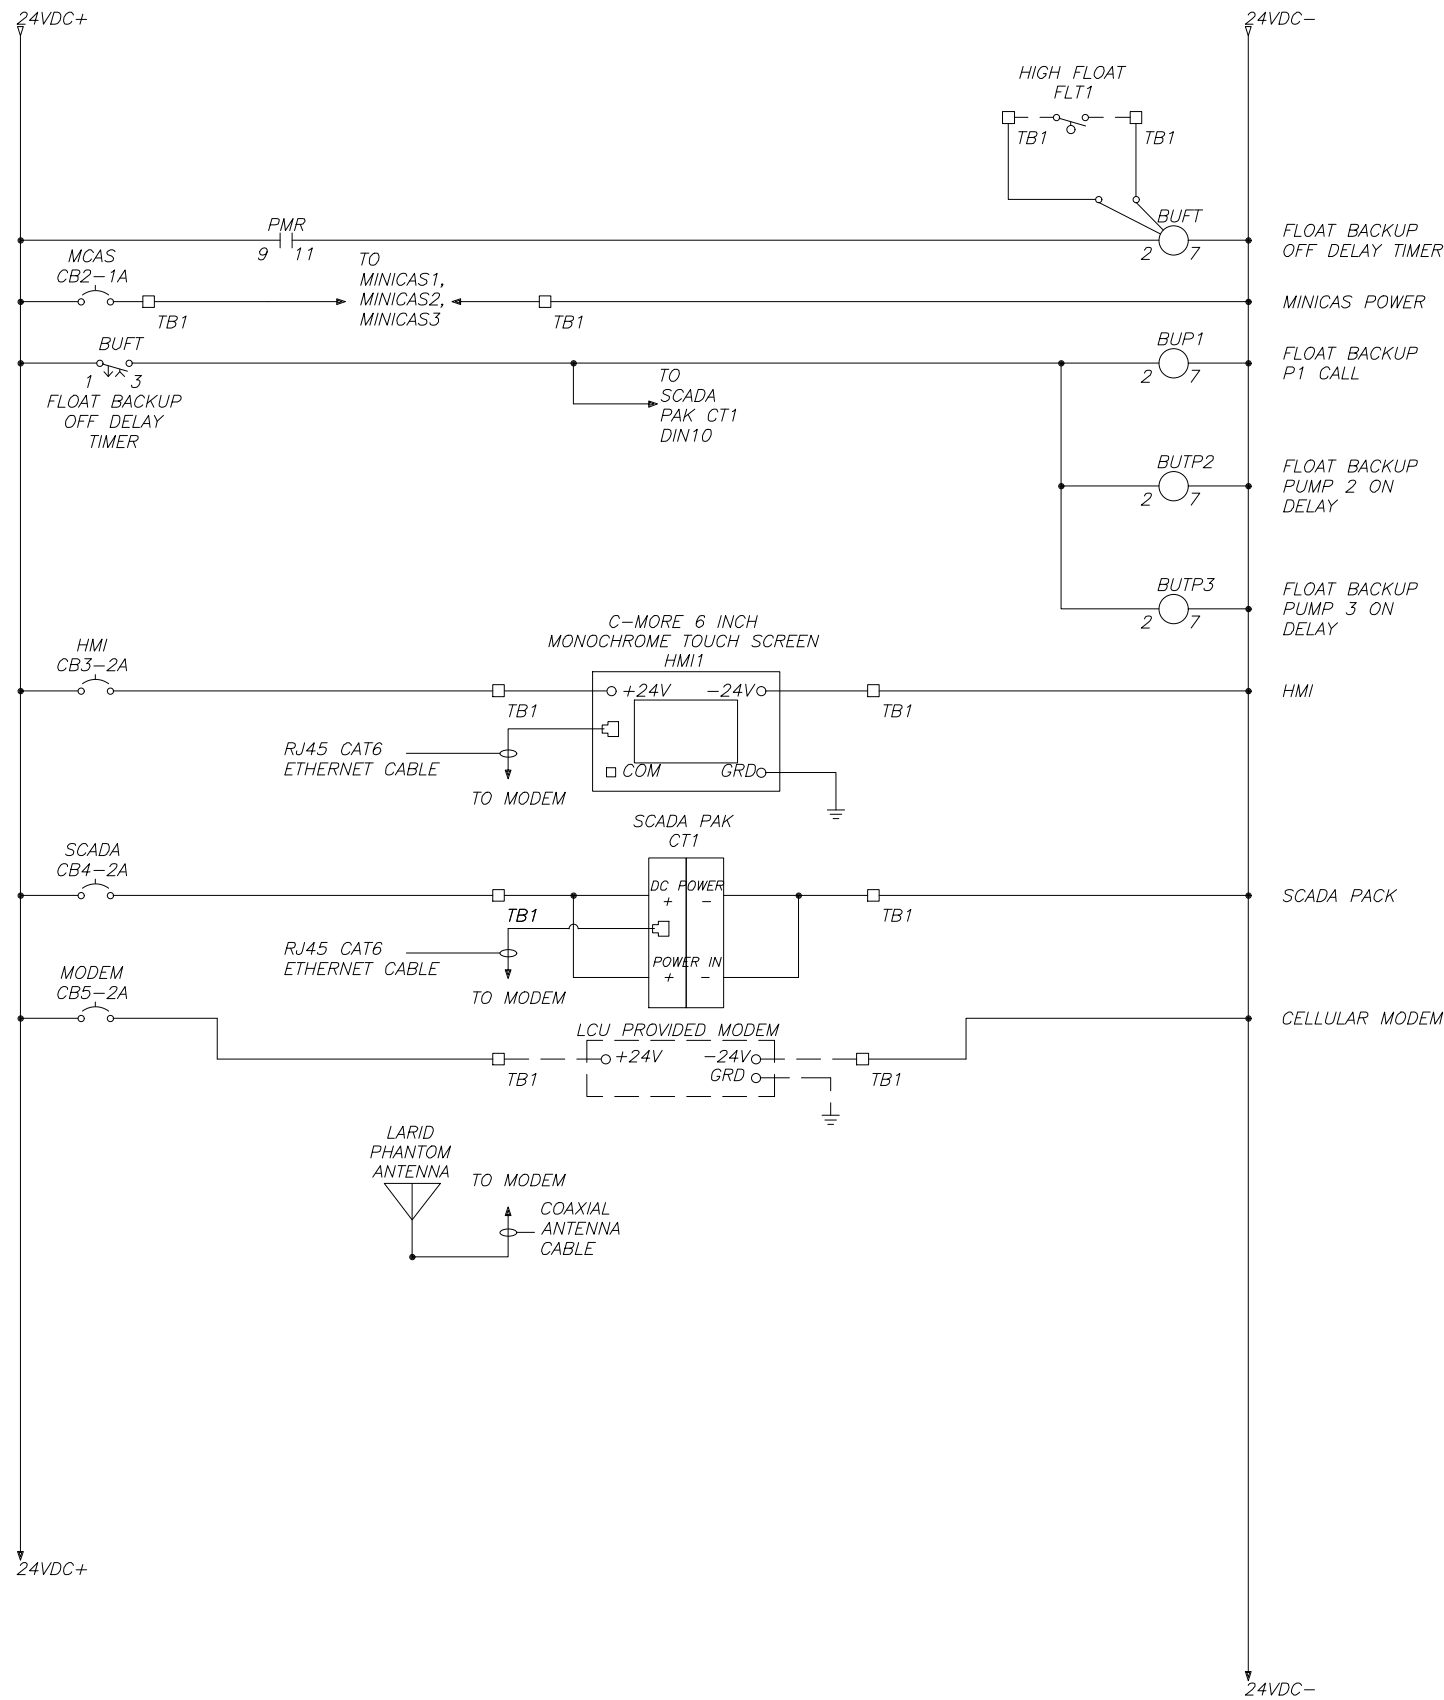 24VDC+
24VDC-
HIGH FLOAT
FLT1
TB1
TB1
PMR
9 11
BUFT
2 7
FLOAT BACKUP
OFF DELAY TIMER
MCAS
CB2-1A
TB1
TO
MINICAS1,
MINICAS2,
MINICAS3
TB1
MINICAS POWER
BUFT
1 3
FLOAT BACKUP
OFF DELAY
TIMER
TO
SCADA
PAK CT1
DIN10
BUP1
2 7
FLOAT BACKUP
P1 CALL
BUTP2
2 7
FLOAT BACKUP
PUMP 2 ON
DELAY
BUTP3
2 7
FLOAT BACKUP
PUMP 3 ON
DELAY
HMI
CB3-2A
TB1
C-MORE 6 INCH
MONOCHROME TOUCH SCREEN
HMI1
+24V -24V
COM GRD
TB1
HMI
RJ45 CAT6
ETHERNET CABLE
TO MODEM
SCADA
CB4-2A
TB1
SCADA PAK
CT1
DC POWER
+ -
POWER IN
+ -
TB1
SCADA PACK
RJ45 CAT6
ETHERNET CABLE
TO MODEM
MODEM
CB5-2A
TB1
LCU PROVIDED MODEM
+24V -24V
GRD
TB1
CELLULAR MODEM
LARID
PHANTOM
ANTENNA
TO MODEM
COAXIAL
ANTENNA
CABLE
24VDC+
24VDC-